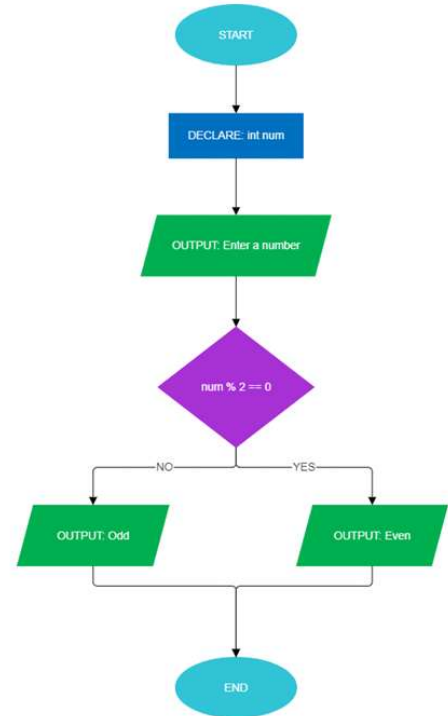 START
DECLARE: int num
OUTPUT: Enter a number
num % 2 == 0
NO
YES
OUTPUT: Odd
OUTPUT: Even
END